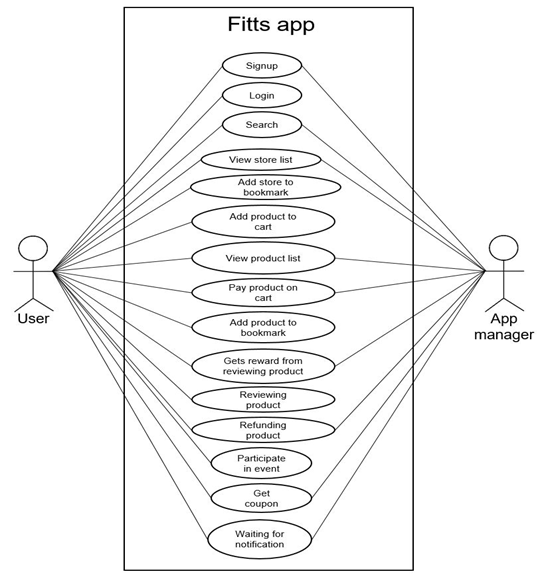 Fitts app
Signup
Login
Search
View store list
Add store to
bookmark
Add product to
cart
View product list
Pay product on
cart
Add product to
bookmark
Gets reward from
reviewing product
Reviewing
product
Refunding
product
Participate
in event
Get
coupon
Waiting for
notification
User
App
manager